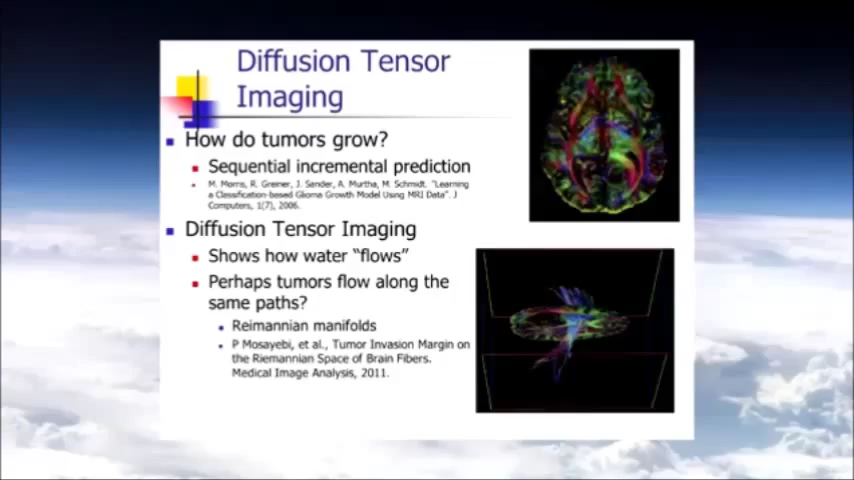 Diffusion Tensor
Imaging
How do tumors grow?
Sequential incremental prediction
M. Morris, R. Greiner, J. Sander, A. Murtha, M. Schmidt. "Learning
a Classification-based Glioma Growth Model Using MRI Data". J
Computers, 1(7), 2006.
Diffusion Tensor Imaging
Shows how water "flows"
Perhaps tumors flow along the
same paths?
Reimannian manifolds
P Mosayebi, et al., Tumor Invasion Margin on
the Riemannian Space of Brain Fibers.
Medical Image Analysis, 2011.